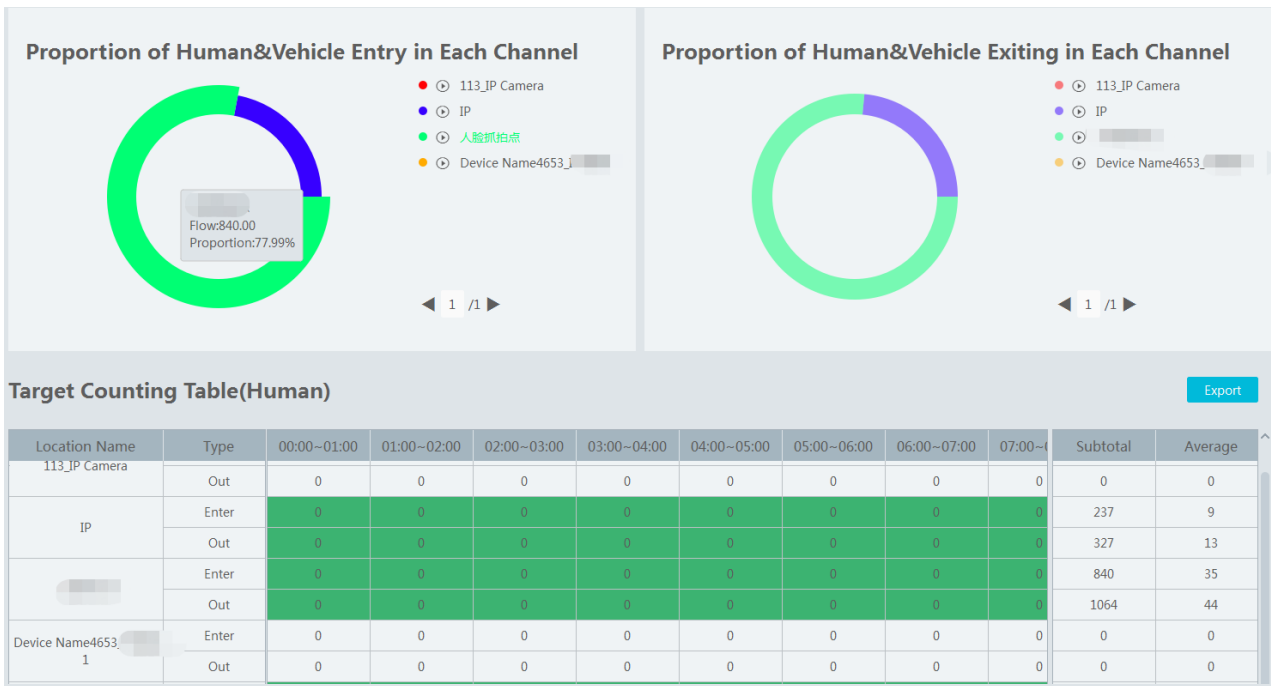 Proportion of Human&Vehicle Entry in Each Channel
113_IP Camera
IP
人脸抓拍点
Device Name4653_
Flow:840.00
Proportion:77.99%
1 /1
Proportion of Human&Vehicle Exiting in Each Channel
113_IP Camera
IP
Device Name4653_
1 /1
Target Counting Table(Human)
Export
Location Name Type 00:00~01:00 01:00~02:00 02:00~03:00 03:00~04:00 04:00~05:00 05:00~06:00 06:00~07:00 07:00~ Subtotal Average
113_IP Camera
Out 0 0 0 0 0 0 0 0 0 0
IP
Enter 0 0 0 0 0 0 0 0 237 9
Out 0 0 0 0 0 0 0 0 327 13
Enter 0 0 0 0 0 0 0 0 840 35
Out 0 0 0 0 0 0 0 0 1064 44
Device Name4653_
1
Enter 0 0 0 0 0 0 0 0 0 0
Out 0 0 0 0 0 0 0 0 0 0